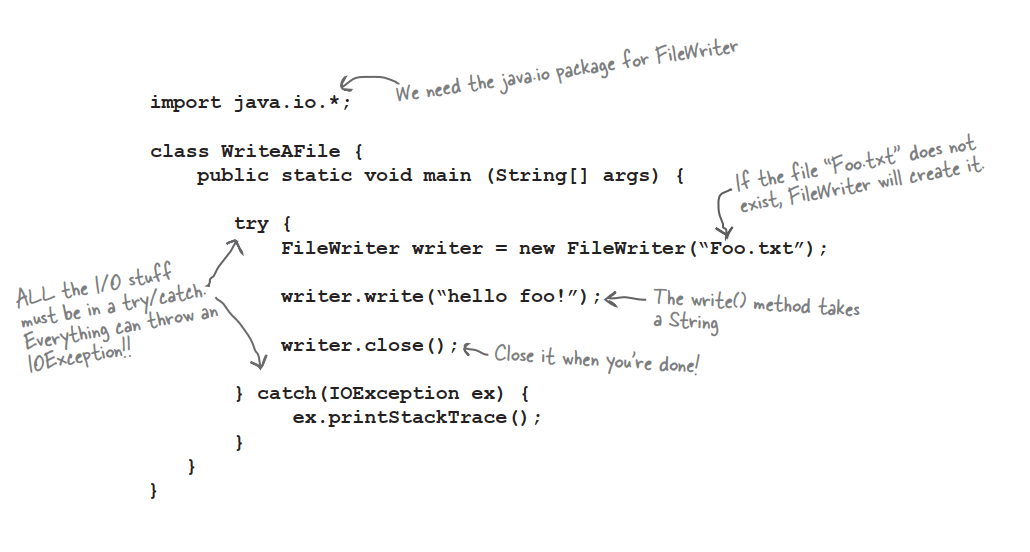 We need the java.io package for FileWriter
import java.io.*;
class WriteAFile {
public static void main (String[] args) {
If the file “Foo.txt” does not
exist, FileWriter will create it.
try {
FileWriter writer = new FileWriter(“Foo.txt”);
ALL the I/O stuff
must be in a try/catch.
Everything can throw an
IOException!!
writer.write(“hello foo!”);
The write() method takes
a String
writer.close();
Close it when you're done!
} catch(IOException ex) {
ex.printStackTrace();
}
}
}